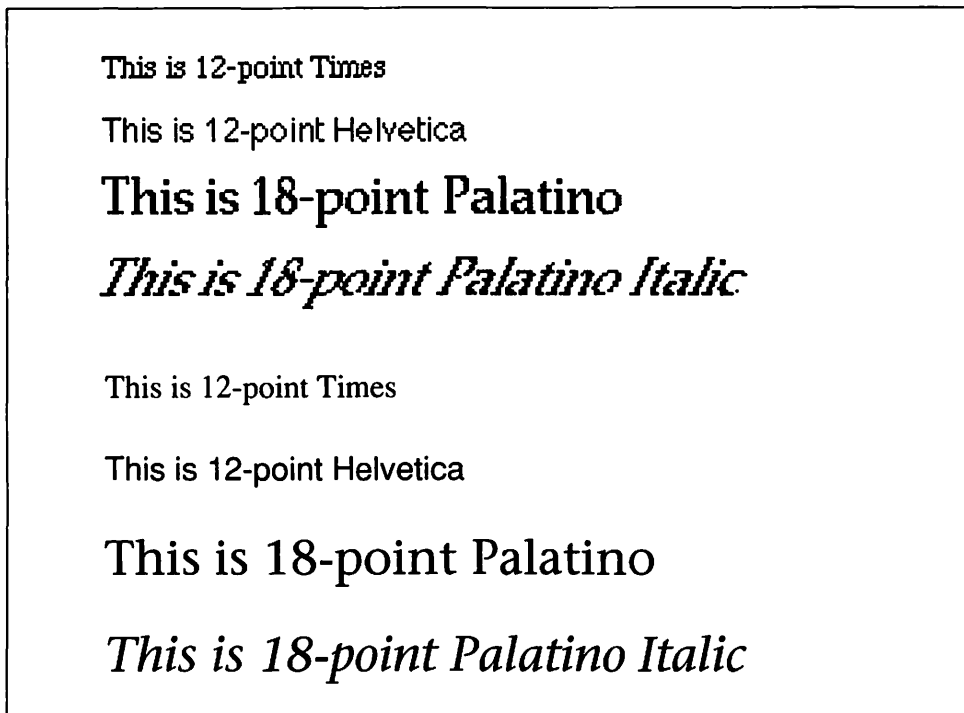 This is 12-point Times
This is 12-point Helvetica
This is 18-point Palatino
This is 18-point Palatino Italic
This is 12-point Times
This is 12-point Helvetica
This is 18-point Palatino
This is 18-point Palatino Italic